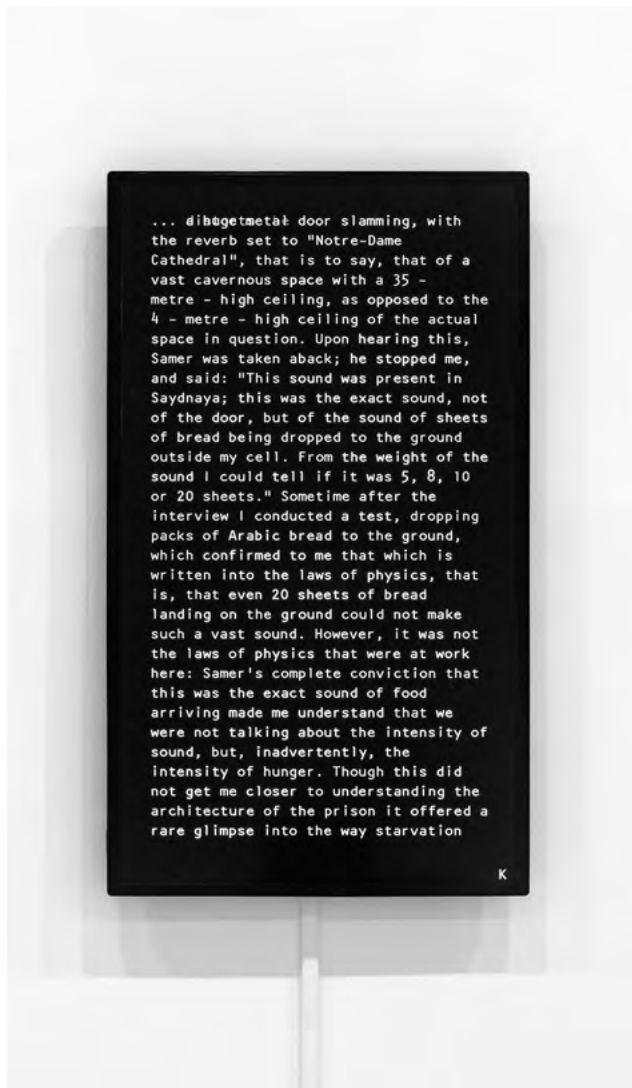 ... metal door slamming, with
the reverb set to "Notre-Dame
Cathedral", that is to say, that of a
vast cavernous space with a 35 -
metre - high ceiling, as opposed to the
4 - metre - high ceiling of the actual
space in question. Upon hearing this,
Samer was taken aback; he stopped me,
and said: "This sound was present in
Saydnaya; this was the exact sound, not
of the door, but of the sound of sheets
of bread being dropped to the ground
outside my cell. From the weight of the
sound I could tell if it was 5, 8, 10
or 20 sheets." Sometime after the
interview I conducted a test, dropping
packs of Arabic bread to the ground,
which confirmed to me that which is
written into the laws of physics, that
is, that even 20 sheets of bread
landing on the ground could not make
such a vast sound. However, it was not
the laws of physics that were at work
here: Samer's complete conviction that
this was the exact sound of food
arriving made me understand that we
were not talking about the intensity of
sound, but, inadvertently, the
intensity of hunger. Though this did
not get me closer to understanding the
architecture of the prison it offered a
rare glimpse into the way starvation
K